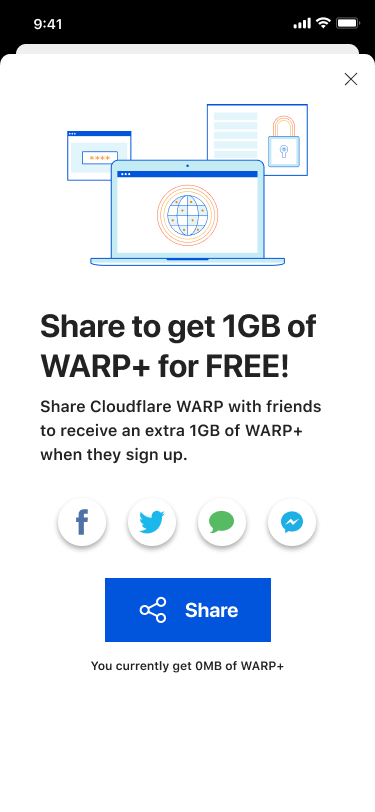 9:41
****
Share to get 1GB of
WARP+ for FREE!
Share Cloudflare WARP with friends
to receive an extra 1GB of WARP+
when they sign up.
Share
You currently get 0MB of WARP+